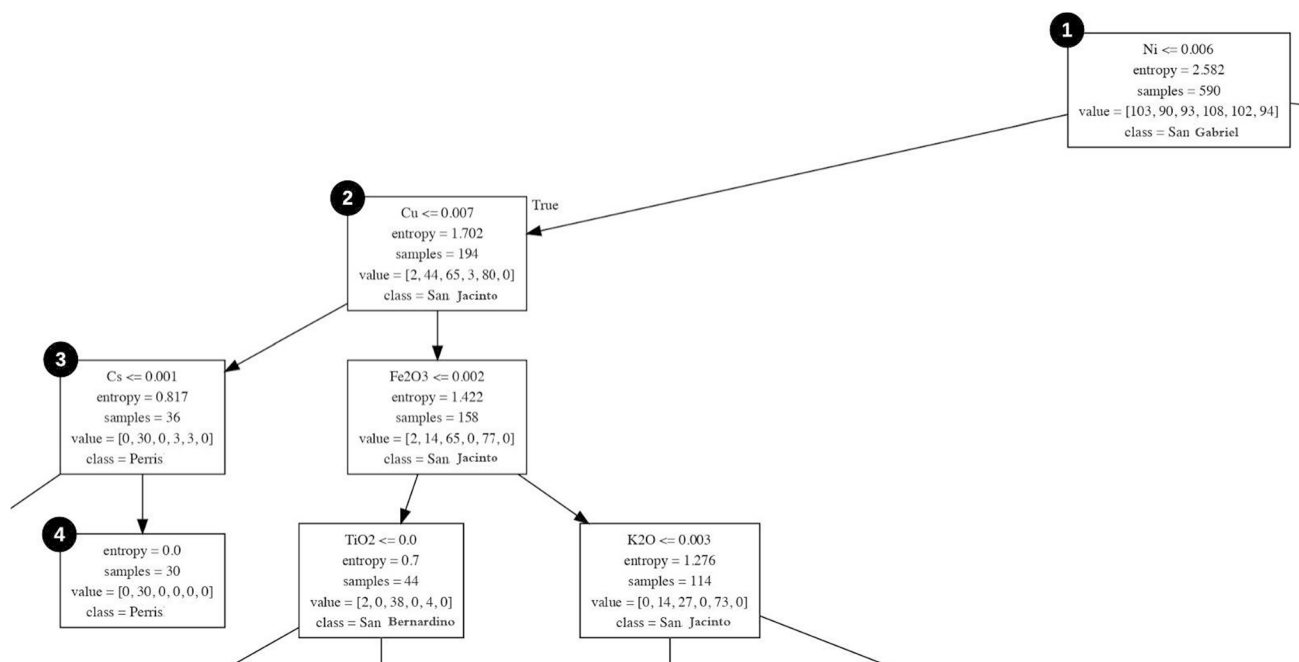 1
Ni <= 0.006
entropy = 2.582
samples = 590
value = [103, 90, 93, 108, 102, 94]
class = San Gabriel
2
True
Cu <= 0.007
entropy = 1.702
samples = 194
value = [2, 44, 65, 3, 80, 0]
class = San Jacinto
3
Cs <= 0.001
entropy = 0.817
samples = 36
value = [0, 30, 0, 3, 3, 0]
class = Perris
Fe2O3 <= 0.002
entropy = 1.422
samples = 158
value = [2, 14, 65, 0, 77, 0]
class = San Jacinto
4
entropy = 0.0
samples = 30
value = [0, 30, 0, 0, 0, 0]
class = Perris
TiO2 <= 0.0
entropy = 0.7
samples = 44
value = [2, 0, 38, 0, 4, 0]
class = San Bernardino
K2O <= 0.003
entropy = 1.276
samples = 114
value = [0, 14, 27, 0, 73, 0]
class = San Jacinto